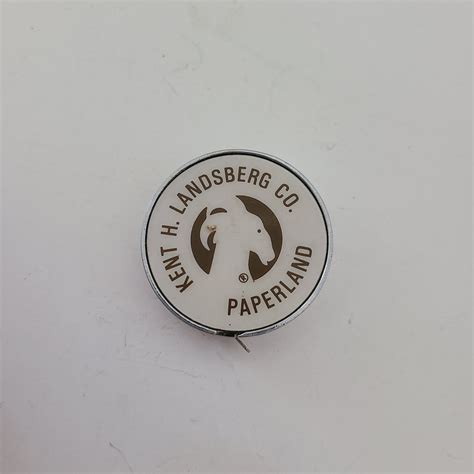 KENT H. LANDSBERG CO.
PAPERLAND
®